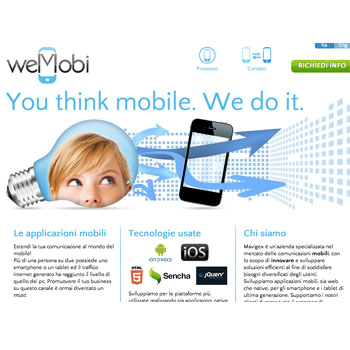 weMobi
Processo
Contatti
Ita
Eng
RICHIEDI INFO
You think mobile. We do it.
Le applicazioni mobili
Estendi la tua comunicazione al mondo del
mobile!
Più di una persona su due possiede uno
smartphone o un tablet ed il traffico
internet generato ha raggiunto il livello di
quello dei pc. Promuovere il tuo business
su questo canale è ormai diventato un
must.
Tecnologie usate
ANDROID
iOS
HTML
5
Sencha
jQuery
Sviluppiamo per le piattaforme più
utilizzate realizzando sia applicazioni native
Chi siamo
Mavigex è un'azienda specializzata nel
mercato delle comunicazioni mobili, con
lo scopo di innovare e sviluppare
soluzioni efficienti al fine di soddisfare
bisogni diversificati degli utenti.
Sviluppiamo applicazioni mobili, sia web
che native, per gli smartphone e i tablet di
ultima generazione. Supportiamo i nostri